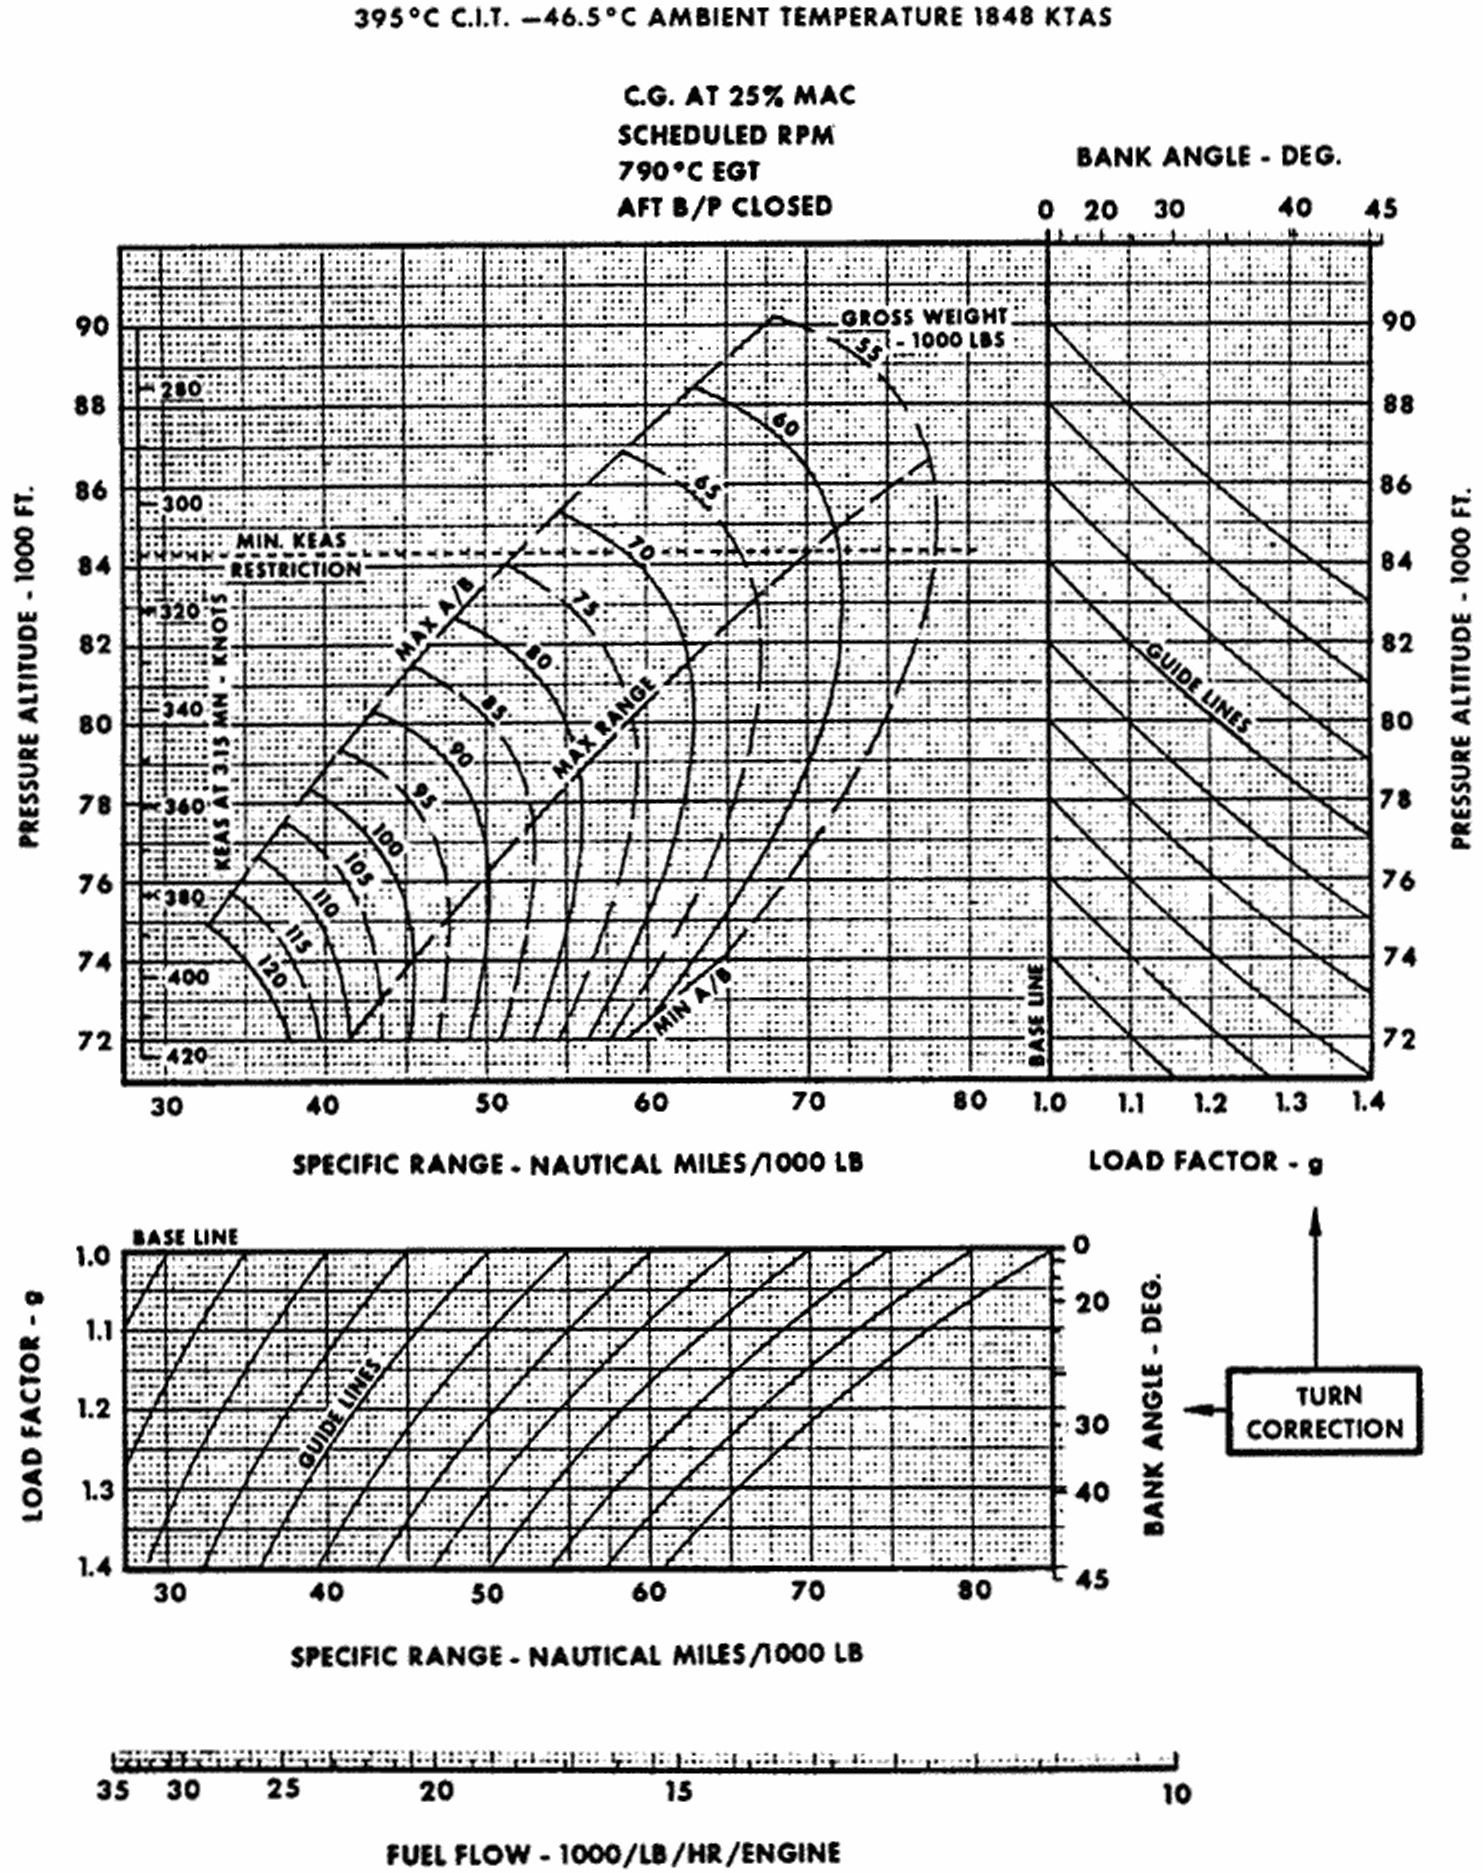 395°C C.I.T. −46.5°C AMBIENT TEMPERATURE 1848 KTAS
C.G. AT 25% MAC
SCHEDULED RPM
790°C EGT
AFT B/P CLOSED
BANK ANGLE - DEG.
0 20 30 40 45
GROSS WEIGHT
- 1000 LBS
90
88
86
84
82
80
78
76
74
72
PRESSURE ALTITUDE - 1000 FT.
280
300
320
340
360
380
400
420
KEAS AT 3.15 MN - KNOTS
MIN. KEAS
RESTRICTION
MAX A/B
MAX RANGE
MIN A/B
55
60
65
70
75
80
85
90
95
100
105
110
115
120
BASE LINE
GUIDE LINES
90
88
86
84
82
80
78
76
74
72
PRESSURE ALTITUDE - 1000 FT.
30 40 50 60 70 80 1.0 1.1 1.2 1.3 1.4
SPECIFIC RANGE - NAUTICAL MILES/1000 LB
LOAD FACTOR - g
BASE LINE
1.0
1.1
1.2
1.3
1.4
LOAD FACTOR - g
GUIDE LINES
0
20
30
40
45
BANK ANGLE - DEG.
TURN
CORRECTION
30 40 50 60 70 80
SPECIFIC RANGE - NAUTICAL MILES/1000 LB
35 30 25 20 15 10
FUEL FLOW - 1000/LB/HR/ENGINE